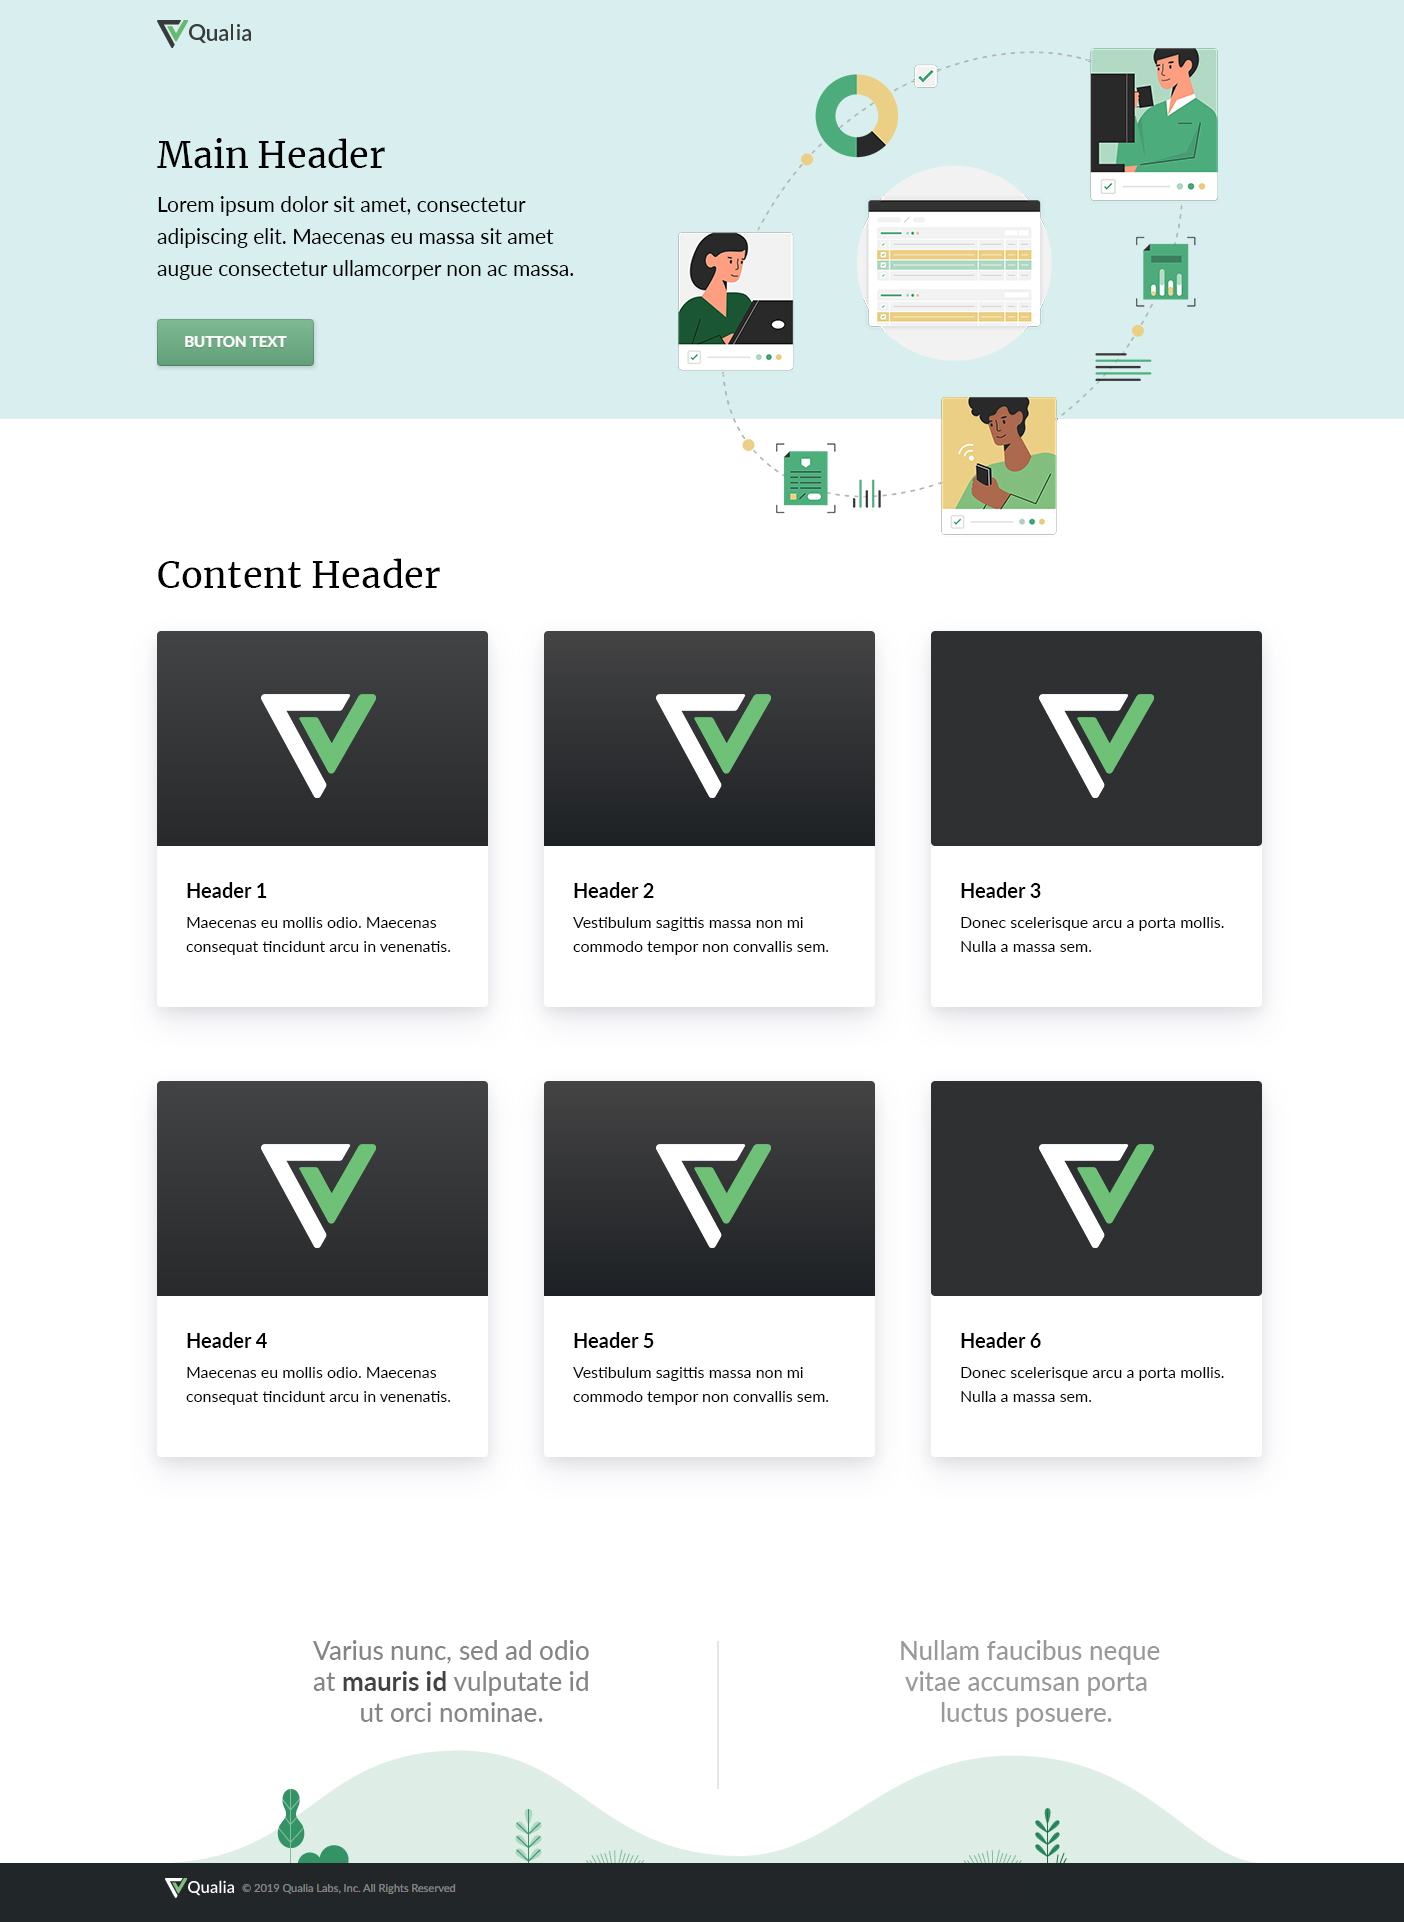 Qualia
Main Header
Lorem ipsum dolor sit amet, consectetur
adipiscing elit. Maecenas eu massa sit amet
augue consectetur ullamcorper non ac massa.
BUTTON TEXT
Content Header
Header 1
Maecenas eu mollis odio. Maecenas
consequat tincidunt arcu in venenatis.
Header 2
Vestibulum sagittis massa non mi
commodo tempor non convallis sem.
Header 3
Donec scelerisque arcu a porta mollis.
Nulla a massa sem.
Header 4
Maecenas eu mollis odio. Maecenas
consequat tincidunt arcu in venenatis.
Header 5
Vestibulum sagittis massa non mi
commodo tempor non convallis sem.
Header 6
Donec scelerisque arcu a porta mollis.
Nulla a massa sem.
Varius nunc, sed ad odio
at mauris id vulputate id
ut orci nominae.
Nullam faucibus neque
vitae accumsan porta
luctus posuere.
Qualia © 2019 Qualia Labs, Inc. All Rights Reserved